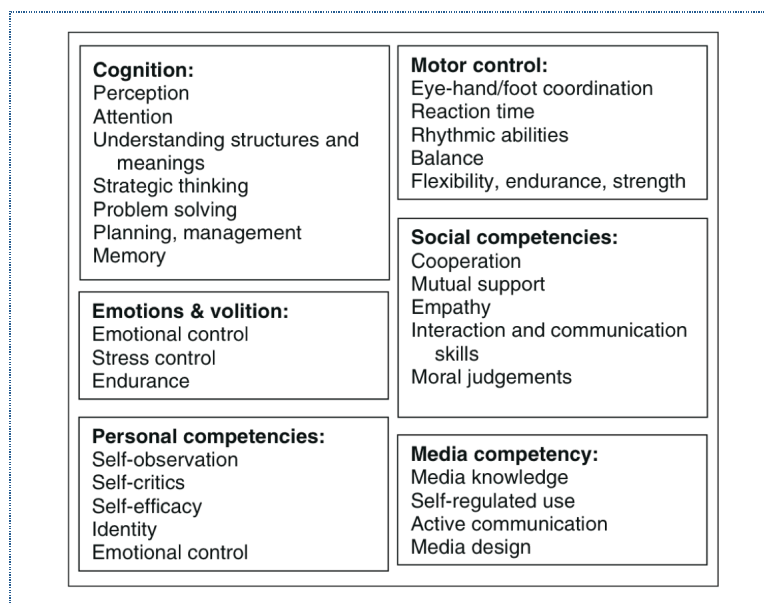 Cognition:
Perception
Attention
Understanding structures and
meanings
Strategic thinking
Problem solving
Planning, management
Memory
Emotions & volition:
Emotional control
Stress control
Endurance
Personal competencies:
Self-observation
Self-critics
Self-efficacy
Identity
Emotional control
Motor control:
Eye-hand/foot coordination
Reaction time
Rhythmic abilities
Balance
Flexibility, endurance, strength
Social competencies:
Cooperation
Mutual support
Empathy
Interaction and communication
skills
Moral judgements
Media competency:
Media knowledge
Self-regulated use
Active communication
Media design